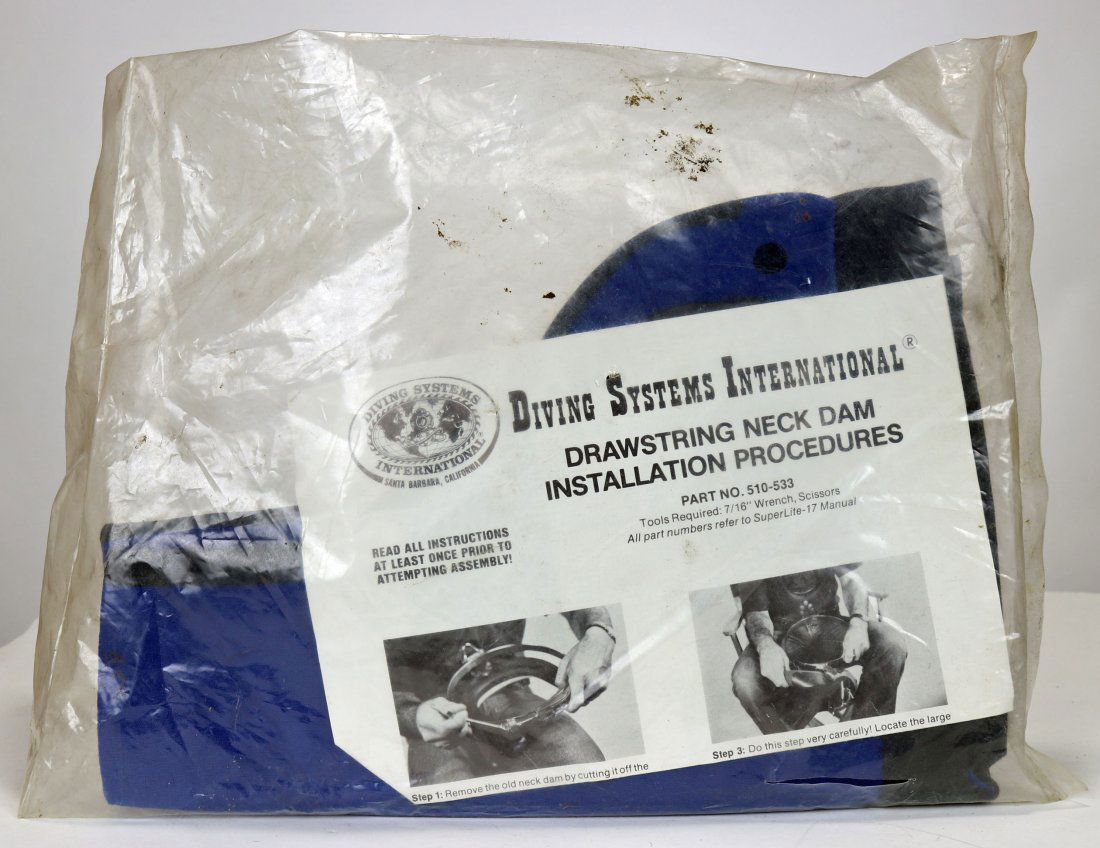 DIVING SYSTEMS
INTERNATIONAL®
SANTA BARBARA, CALIFORNIA
DIVING SYSTEMS INTERNATIONAL®
DRAWSTRING NECK DAM
INSTALLATION PROCEDURES
PART NO. 510-533
Tools Required: 7/16" Wrench, Scissors
All part numbers refer to SuperLite-17 Manual
READ ALL INSTRUCTIONS
AT LEAST ONCE PRIOR TO
ATTEMPTING ASSEMBLY!
Step 1: Remove the old neck dam by cutting it off the
Step 3: Do this step very carefully! Locate the large